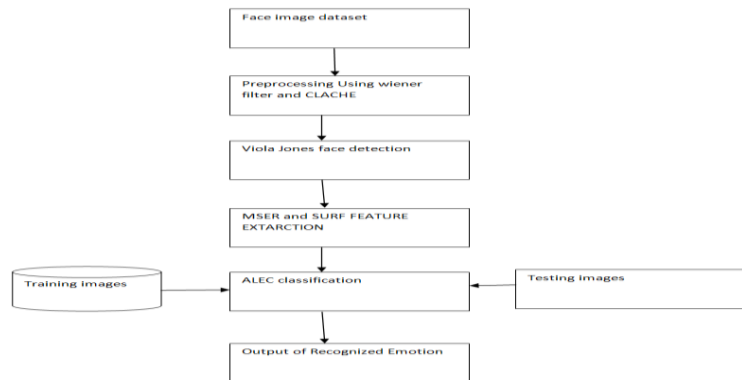 Face image dataset
Preprocessing Using wiener
filter and CLACHE
Viola Jones face detection
MSER and SURF FEATURE
EXTARCTION
Training images
ALEC classification
Testing images
Output of Recognized Emotion